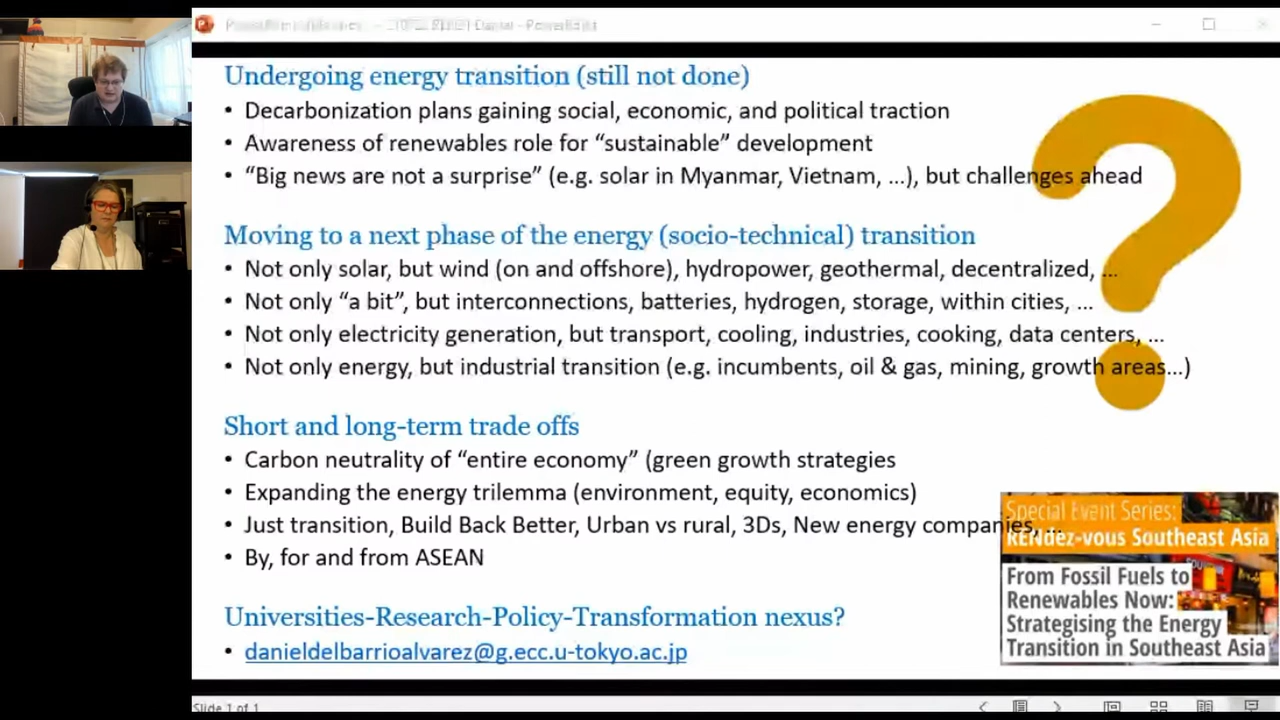 PowerPoint
Undergoing energy transition (still not done)
• Decarbonization plans gaining social, economic, and political traction
• Awareness of renewables role for “sustainable” development
• “Big news are not a surprise” (e.g. solar in Myanmar, Vietnam, ...), but challenges ahead
Moving to a next phase of the energy (socio-technical) transition
• Not only solar, but wind (on and offshore), hydropower, geothermal, decentralized, ...
• Not only “a bit”, but interconnections, batteries, hydrogen, storage, within cities, ...
• Not only electricity generation, but transport, cooling, industries, cooking, data centers, ...
• Not only energy, but industrial transition (e.g. incumbents, oil & gas, mining, growth areas...)
Short and long-term trade offs
• Carbon neutrality of “entire economy” (green growth strategies
• Expanding the energy trilemma (environment, equity, economics)
• Just transition, Build Back Better, Urban vs rural, 3Ds, New energy companies, ...
• By, for and from ASEAN
Special Event Series:
RENdez-vous Southeast Asia
From Fossil Fuels to
Renewables Now:
Strategising the Energy
Transition in Southeast Asia
Universities-Research-Policy-Transformation nexus?
• danieldelbarrioalvarez@g.ecc.u-tokyo.ac.jp
Slide 1 of 1